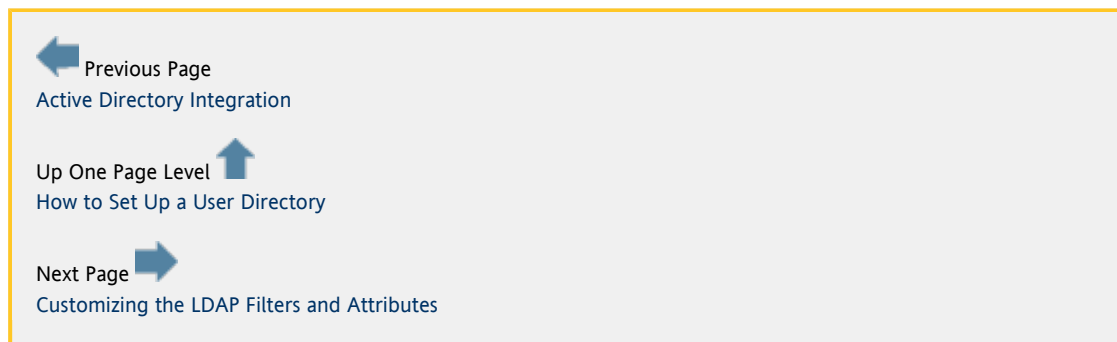 Previous Page
Active Directory Integration
Up One Page Level
How to Set Up a User Directory
Next Page
Customizing the LDAP Filters and Attributes